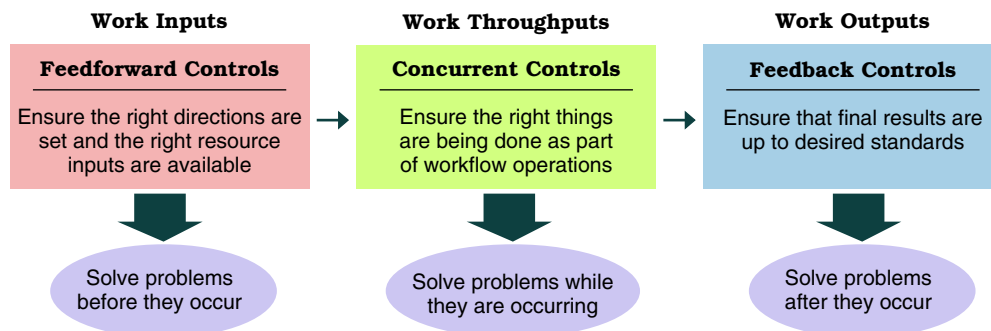 Work Inputs
Feedforward Controls
Ensure the right directions are
set and the right resource
inputs are available
Solve problems
before they occur
Work Throughputs
Concurrent Controls
Ensure the right things
are being done as part
of workflow operations
Solve problems while
they are occurring
Work Outputs
Feedback Controls
Ensure that final results are
up to desired standards
Solve problems
after they occur